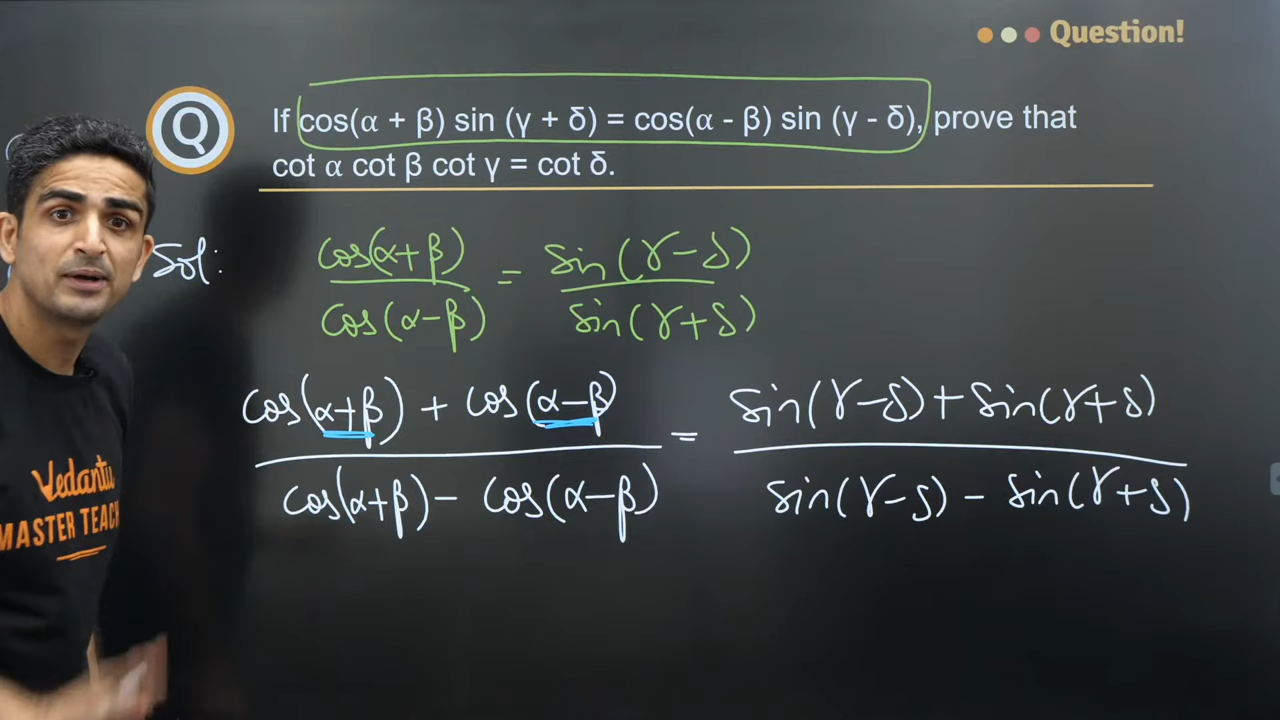 Question!
Q
If cos(α + β) sin (γ + δ) = cos(α - β) sin (γ - δ), prove that
cot α cot β cot γ = cot δ.
Sol:
cos(α+β)/cos(α-β) = sin(γ-δ)/sin(γ+δ)
cos(α+β) + cos(α-β) / cos(α+β) - cos(α-β) = sin(γ-δ) + sin(γ+δ) / sin(γ-δ) - sin(γ+δ)
Vedantu
MASTER TEACH